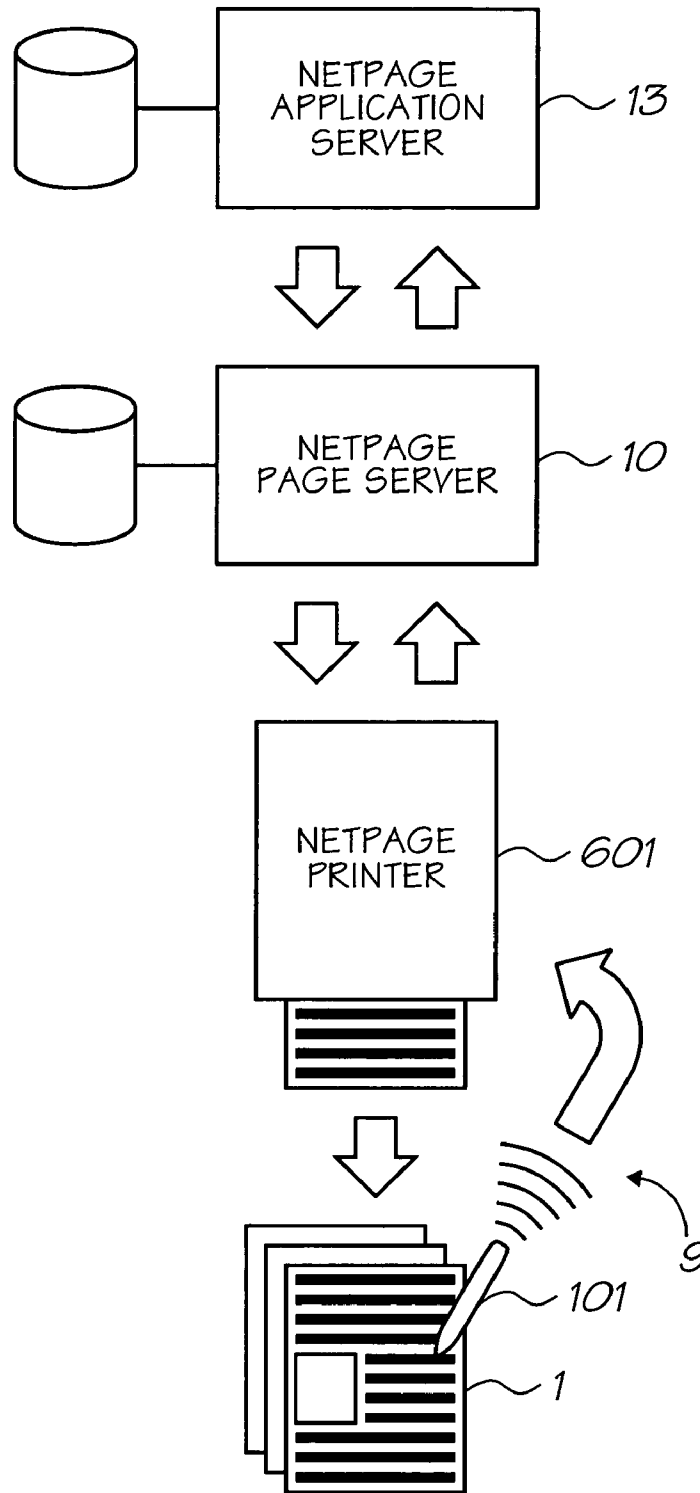 NETPAGE
APPLICATION
SERVER
13
NETPAGE
PAGE SERVER
10
NETPAGE
PRINTER
601
9
101
1